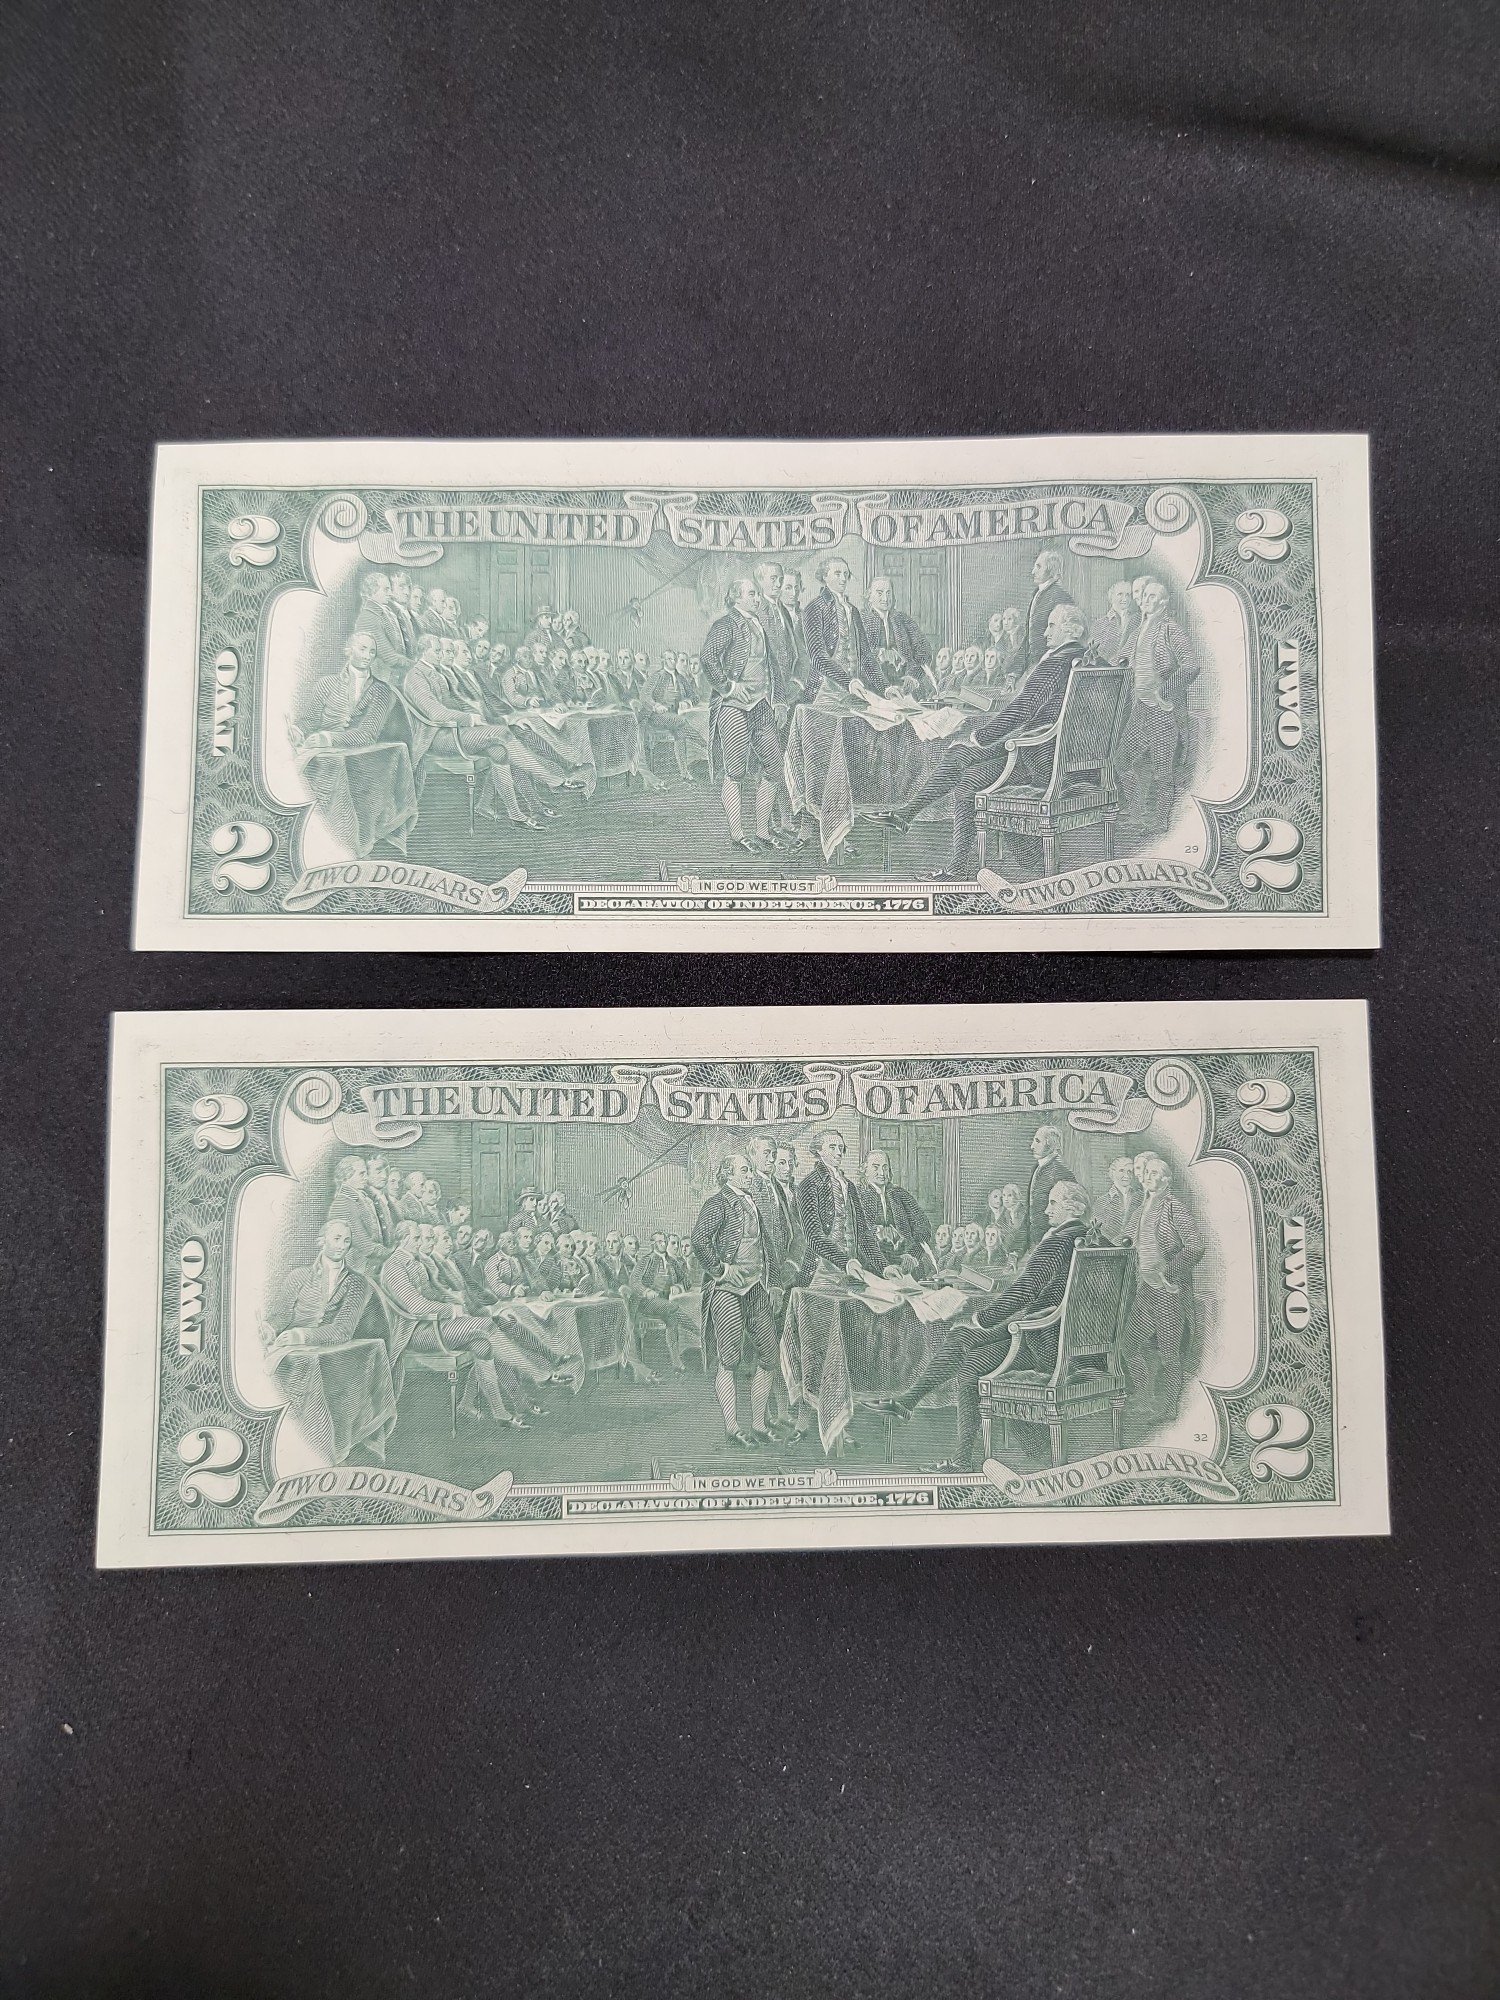 THE UNITED STATES OF AMERICA
2 2
TWO TWO
2 29 2
TWO DOLLARS IN GOD WE TRUST TWO DOLLARS
DECLARATION OF INDEPENDENCE, 1776
THE UNITED STATES OF AMERICA
2 2
TWO TWO
2 32 2
TWO DOLLARS IN GOD WE TRUST TWO DOLLARS
DECLARATION OF INDEPENDENCE, 1776